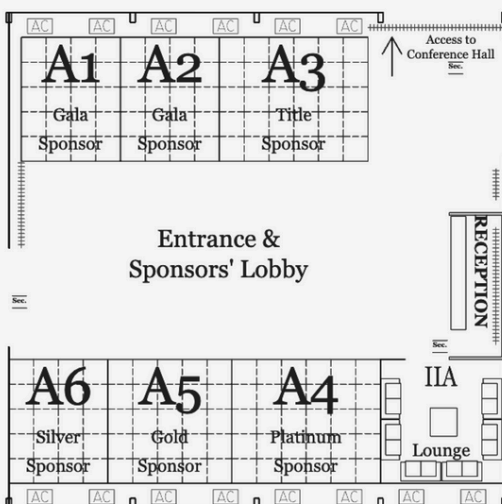 AC AC AC AC AC AC
A1 A2 A3
Gala Gala Title
Sponsor Sponsor Sponsor
Access to
Conference Hall
Sec.
Entrance &
Sponsors' Lobby
RECEPTION
Sec.
Sec.
A6 A5 A4
Silver Gold Platinum
Sponsor Sponsor Sponsor
IIA
Lounge
AC AC AC AC AC AC AC AC